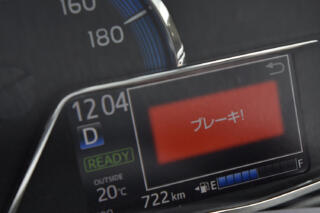 160
180
12:04
ブレーキ!
D
READY
OUTSIDE
20℃
722 km
E F